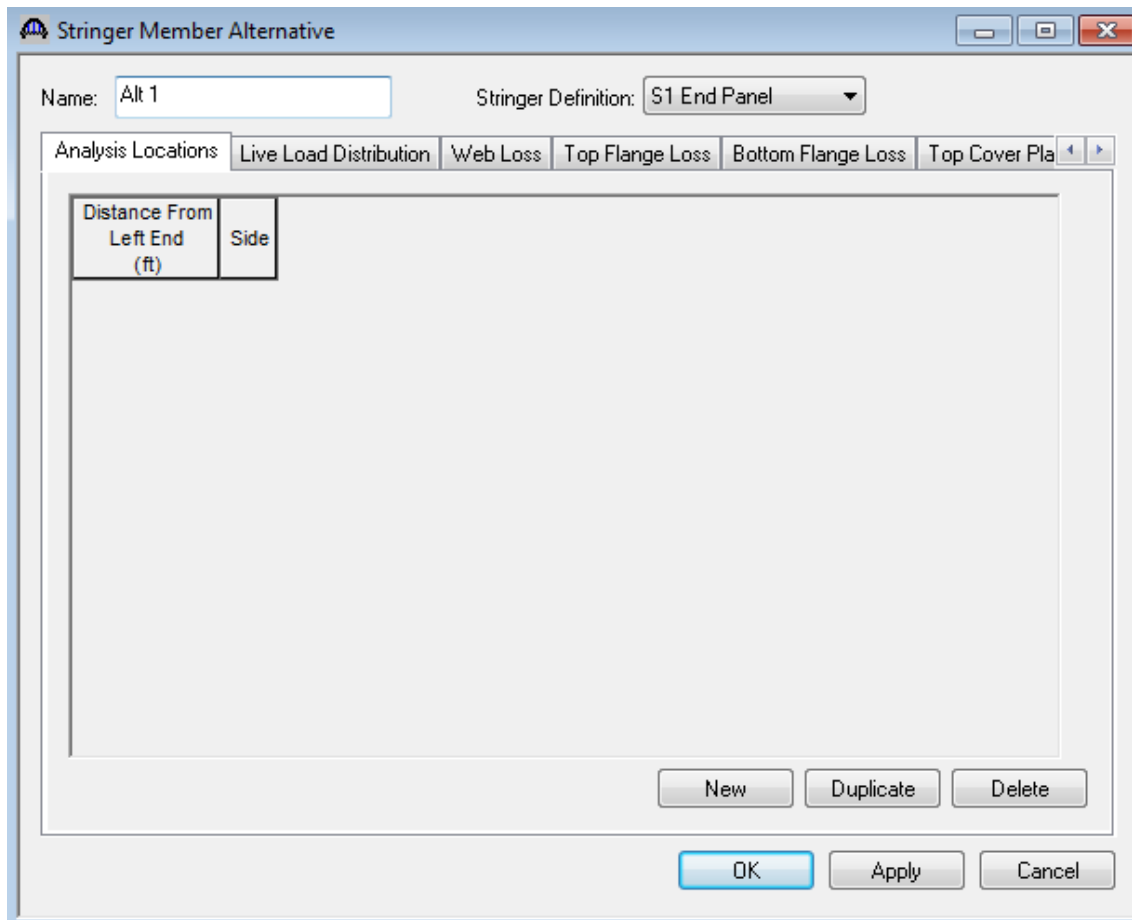 Stringer Member Alternative
Name: Alt 1 Stringer Definition: S1 End Panel
Analysis Locations Live Load Distribution Web Loss Top Flange Loss Bottom Flange Loss Top Cover Pla
Distance From
Left End Side
(ft)
New Duplicate Delete
OK Apply Cancel